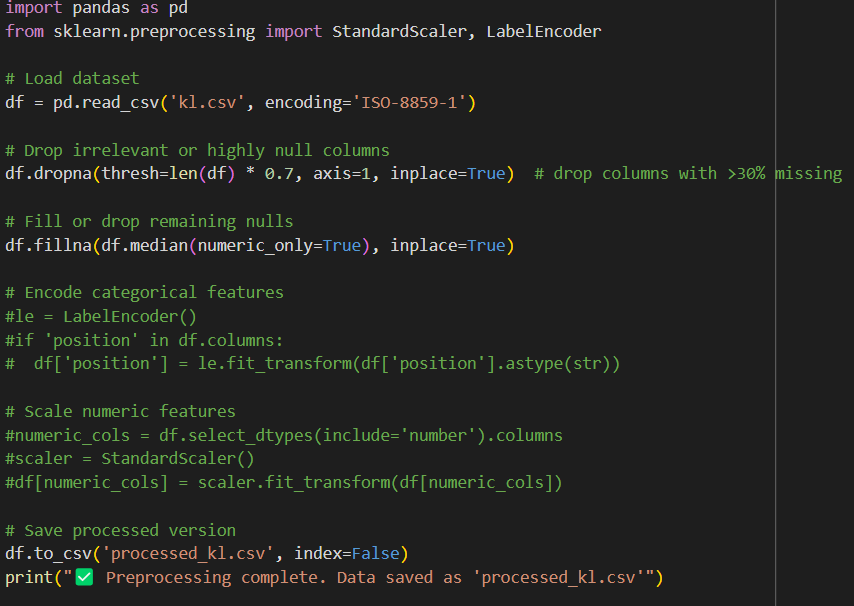 import pandas as pd
from sklearn.preprocessing import StandardScaler, LabelEncoder
# Load dataset
df = pd.read_csv('kl.csv', encoding='ISO-8859-1')
# Drop irrelevant or highly null columns
df.dropna(thresh=len(df) * 0.7, axis=1, inplace=True)  # drop columns with >30% missing
# Fill or drop remaining nulls
df.fillna(df.median(numeric_only=True), inplace=True)
# Encode categorical features
#le = LabelEncoder()
#if 'position' in df.columns:
#  df['position'] = le.fit_transform(df['position'].astype(str))
# Scale numeric features
#numeric_cols = df.select_dtypes(include='number').columns
#scaler = StandardScaler()
#df[numeric_cols] = scaler.fit_transform(df[numeric_cols])
# Save processed version
df.to_csv('processed_kl.csv', index=False)
print("✅ Preprocessing complete. Data saved as 'processed_kl.csv'")